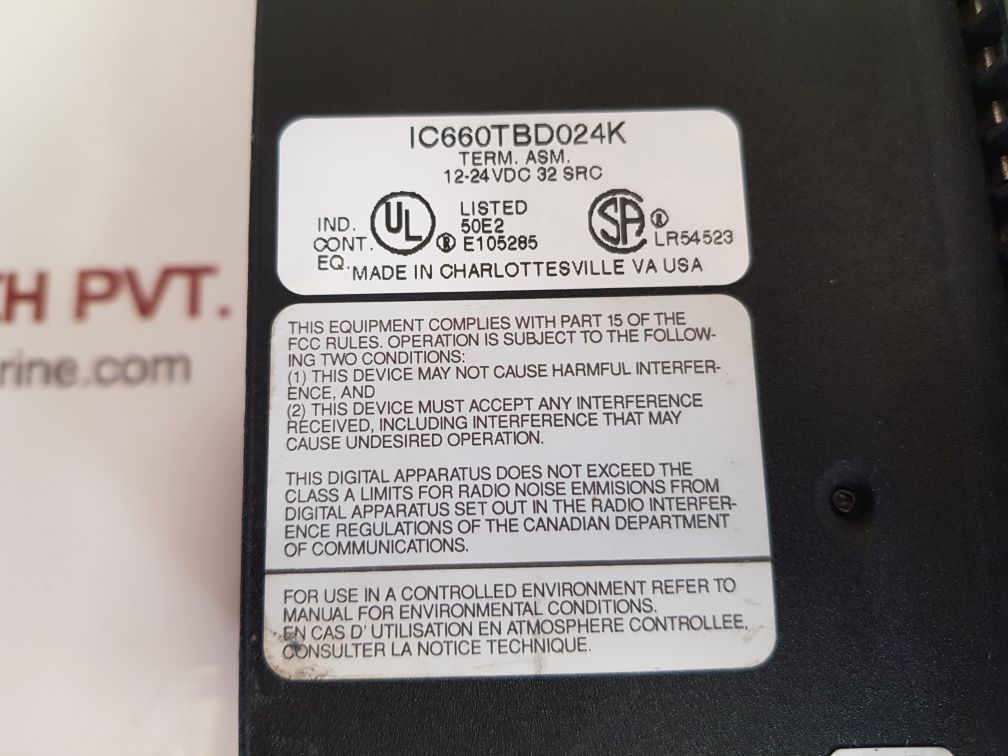 IC660TBD024K
TERM. ASM.
12-24VDC 32 SRC
IND.
CONT.
EQ.
UL
®
LISTED
50E2
E105285
SA
®
LR54523
MADE IN CHARLOTTESVILLE VA USA
PVT.
rine.com
THIS EQUIPMENT COMPLIES WITH PART 15 OF THE
FCC RULES. OPERATION IS SUBJECT TO THE FOLLOW-
ING TWO CONDITIONS:
(1) THIS DEVICE MAY NOT CAUSE HARMFUL INTERFER-
ENCE, AND
(2) THIS DEVICE MUST ACCEPT ANY INTERFERENCE
RECEIVED, INCLUDING INTERFERENCE THAT MAY
CAUSE UNDESIRED OPERATION.
THIS DIGITAL APPARATUS DOES NOT EXCEED THE
CLASS A LIMITS FOR RADIO NOISE EMMISIONS FROM
DIGITAL APPARATUS SET OUT IN THE RADIO INTERFER-
ENCE REGULATIONS OF THE CANADIAN DEPARTMENT
OF COMMUNICATIONS.
FOR USE IN A CONTROLLED ENVIRONMENT REFER TO
MANUAL FOR ENVIRONMENTAL CONDITIONS.
EN CAS D' UTILISATION EN ATMOSPHERE CONTROLLEE,
CONSULTER LA NOTICE TECHNIQUE.